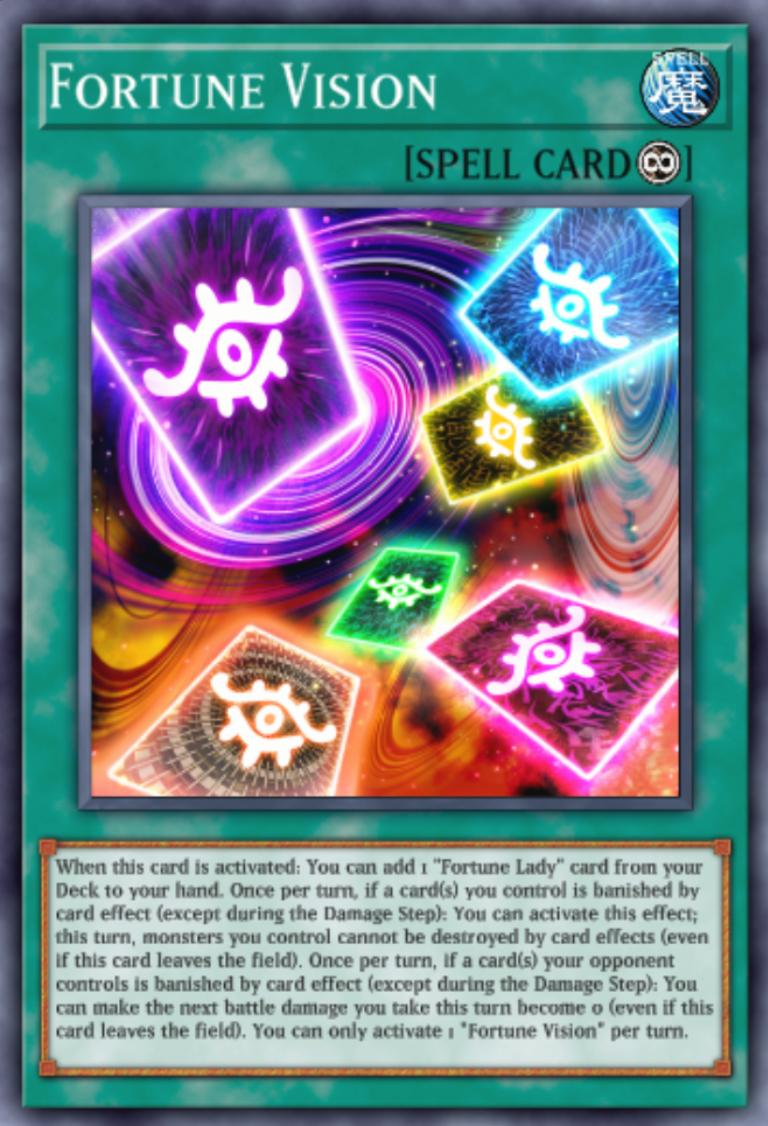 FORTUNE VISION
SPELL
魔
[SPELL CARD]
When this card is activated: You can add 1 "Fortune Lady" card from your
Deck to your hand. Once per turn, if a card(s) you control is banished by
card effect (except during the Damage Step): You can activate this effect;
this turn, monsters you control cannot be destroyed by card effects (even
if this card leaves the field). Once per turn, if a card(s) your opponent
controls is banished by card effect (except during the Damage Step): You
can make the next battle damage you take this turn become 0 (even if this
card leaves the field). You can only activate 1 "Fortune Vision" per turn.